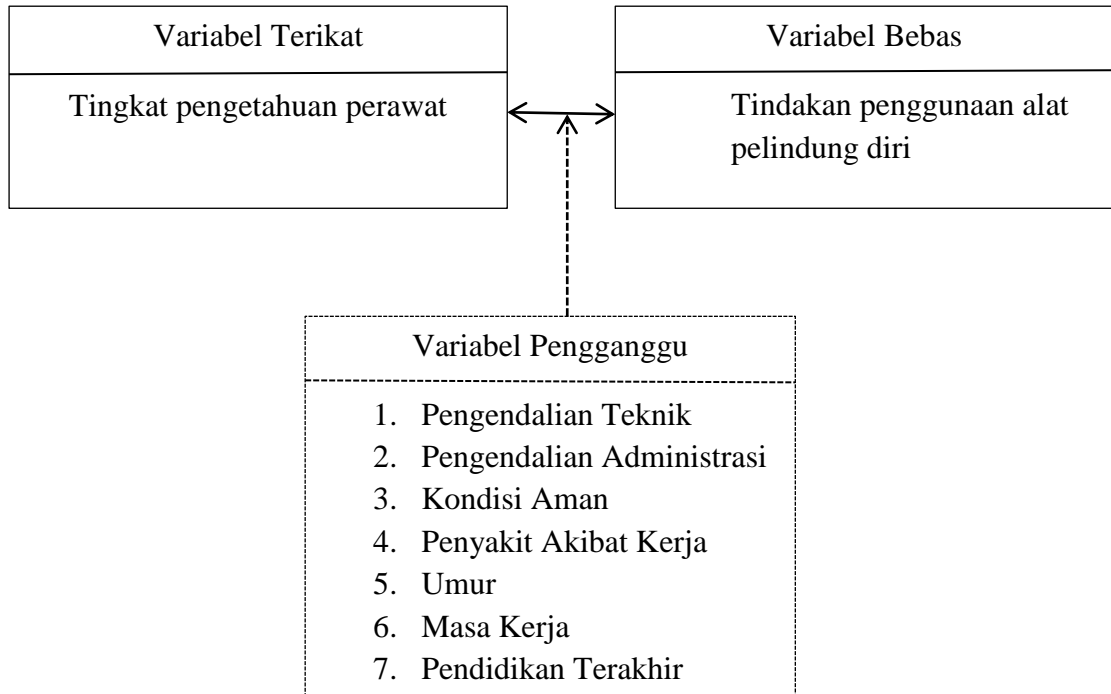 Variabel Terikat
Tingkat pengetahuan perawat
Variabel Bebas
Tindakan penggunaan alat
pelindung diri
Variabel Pengganggu
1. Pengendalian Teknik
2. Pengendalian Administrasi
3. Kondisi Aman
4. Penyakit Akibat Kerja
5. Umur
6. Masa Kerja
7. Pendidikan Terakhir